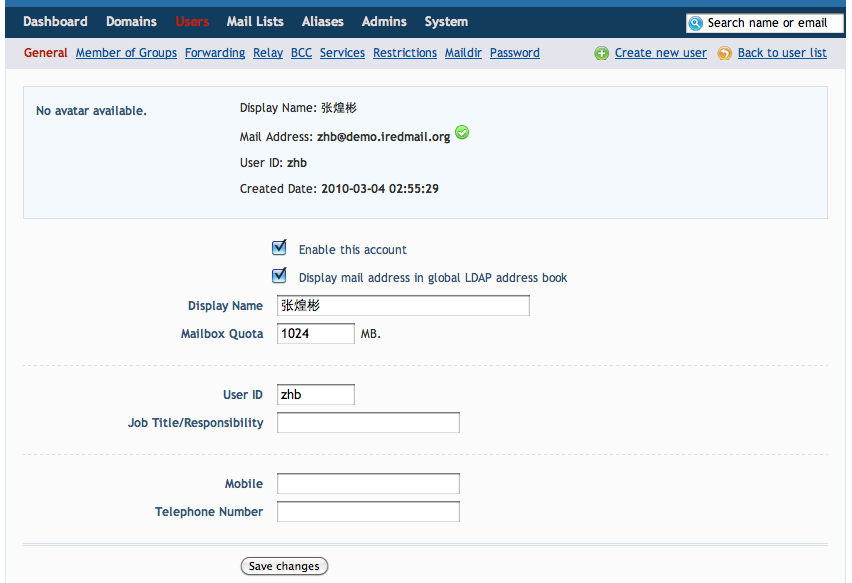 Dashboard Domains Users Mail Lists Aliases Admins System Search name or email
General Member of Groups Forwarding Relay BCC Services Restrictions Maildir Password Create new user Back to user list
No avatar available.
Display Name: 张煌彬
Mail Address: zhb@demo.iredmail.org
User ID: zhb
Created Date: 2010-03-04 02:55:29
Enable this account
Display mail address in global LDAP address book
Display Name 张煌彬
Mailbox Quota 1024 MB.
User ID zhb
Job Title/Responsibility
Mobile
Telephone Number
Save changes